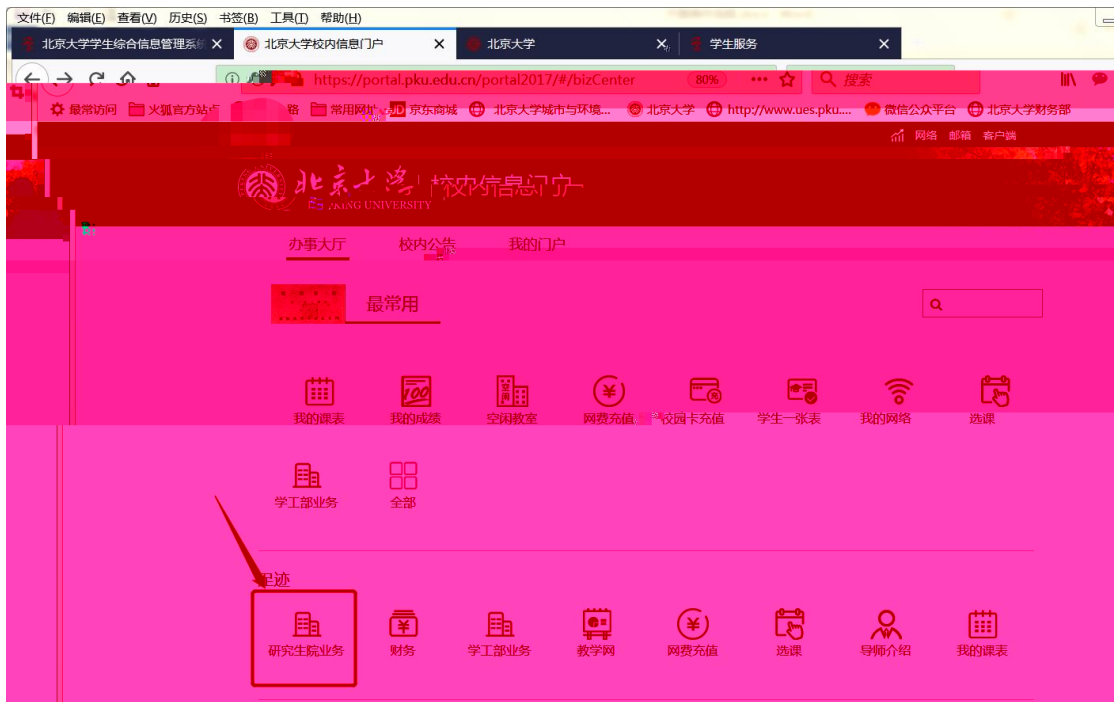 文件(F) 编辑(E) 查看(V) 历史(S) 书签(B) 工具(T) 帮助(H)
北京大学学生综合信息管理系统 北京大学校内信息门户 北京大学 学生服务
https://portal.pku.edu.cn/portal2017/#/bizCenter 80% 搜索
最常访问 火狐官方站点 常用网址 JD 京东商城 北京大学城市与环境... 北京大学 http://www.ues.pku.... 微信公众平台 北京大学财务部
网络 邮箱 客户端
北京大学 校内信息门户
PEKING UNIVERSITY
办事大厅 校内公告 我的门户
最常用
我的课表 我的成绩 空闲教室 网费充值 校园卡充值 学生一张表 我的网络 选课
学工部业务 全部
足迹
研究生院业务 财务 学工部业务 教学网 网费充值 选课 导师介绍 我的课表